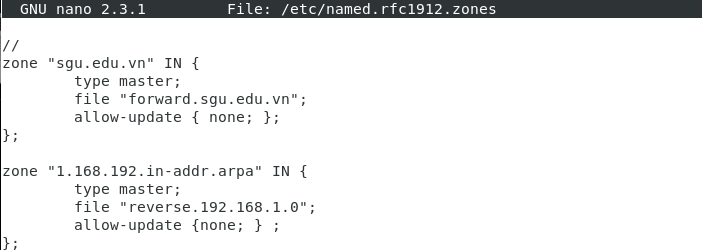 GNU nano 2.3.1         File: /etc/named.rfc1912.zones
//
zone "sgu.edu.vn" IN {
        type master;
        file "forward.sgu.edu.vn";
        allow-update { none; };
};
zone "1.168.192.in-addr.arpa" IN {
        type master;
        file "reverse.192.168.1.0";
        allow-update {none; } ;
};